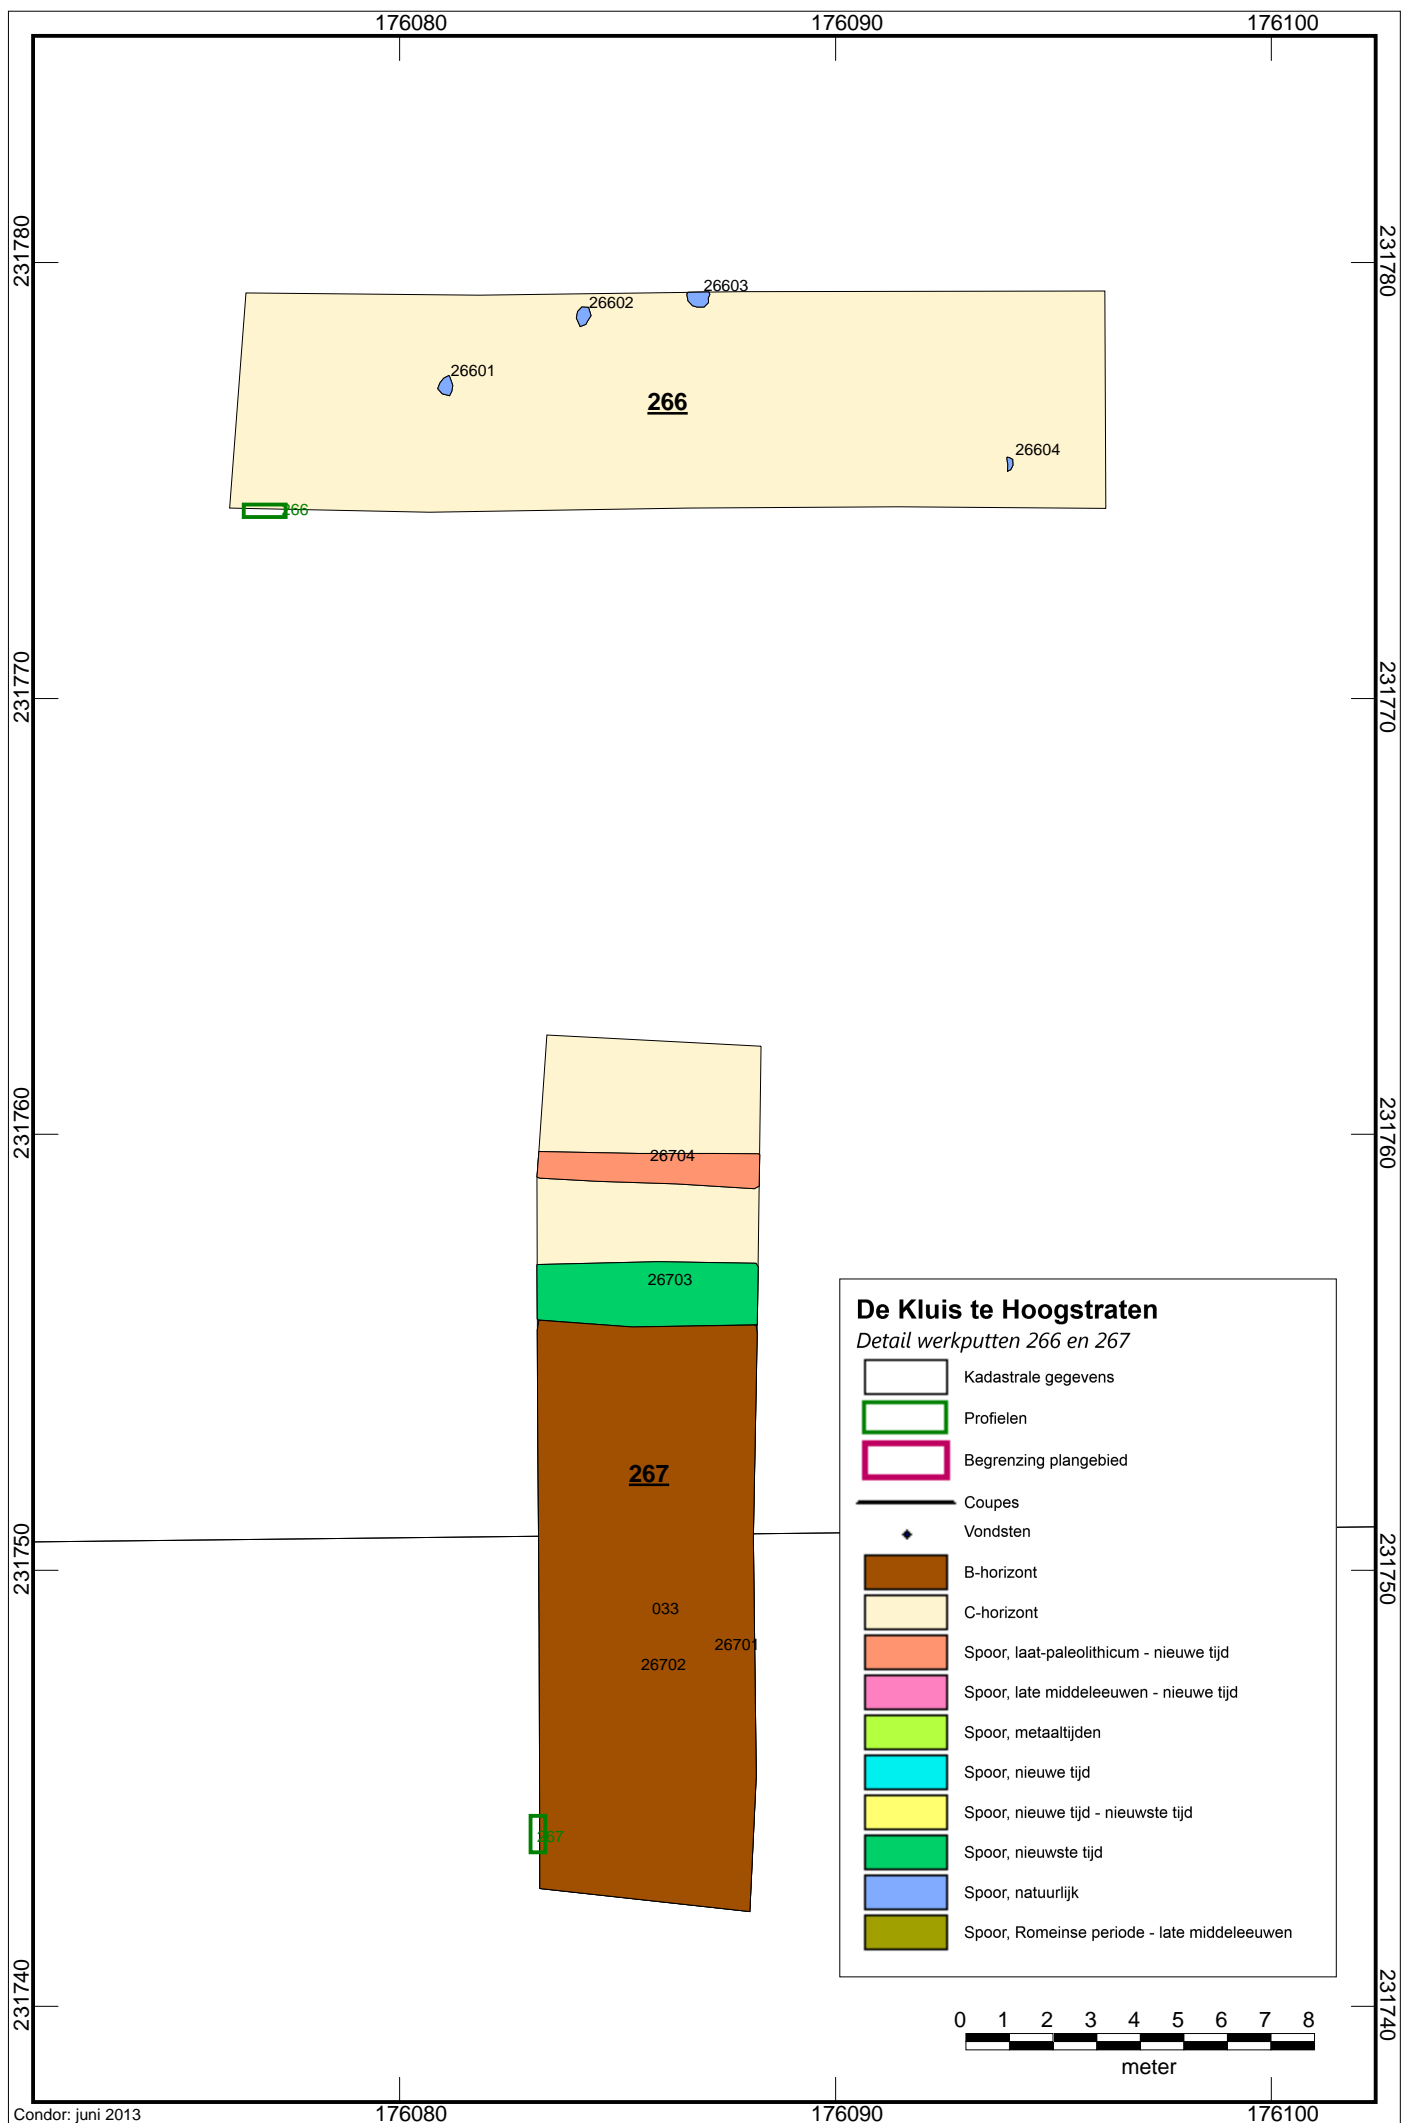 176080 176090 176100
231780 231780
26603
26602
26601
266
26604
266
231770 231770
231760 231760
26704
26703
De Kluis te Hoogstraten
Detail werkputten 266 en 267
Kadastrale gegevens
Profielen
Begrenzing plangebied
Coupes
Vondsten
B-horizont
C-horizont
Spoor, laat-paleolithicum - nieuwe tijd
Spoor, late middeleeuwen - nieuwe tijd
Spoor, metaaltijden
Spoor, nieuwe tijd
Spoor, nieuwe tijd - nieuwste tijd
Spoor, nieuwste tijd
Spoor, natuurlijk
Spoor, Romeinse periode - late middeleeuwen
267
231750 231750
033
26701
26702
267
231740 231740
0 1 2 3 4 5 6 7 8
meter
Condor: juni 2013
176080 176090 176100